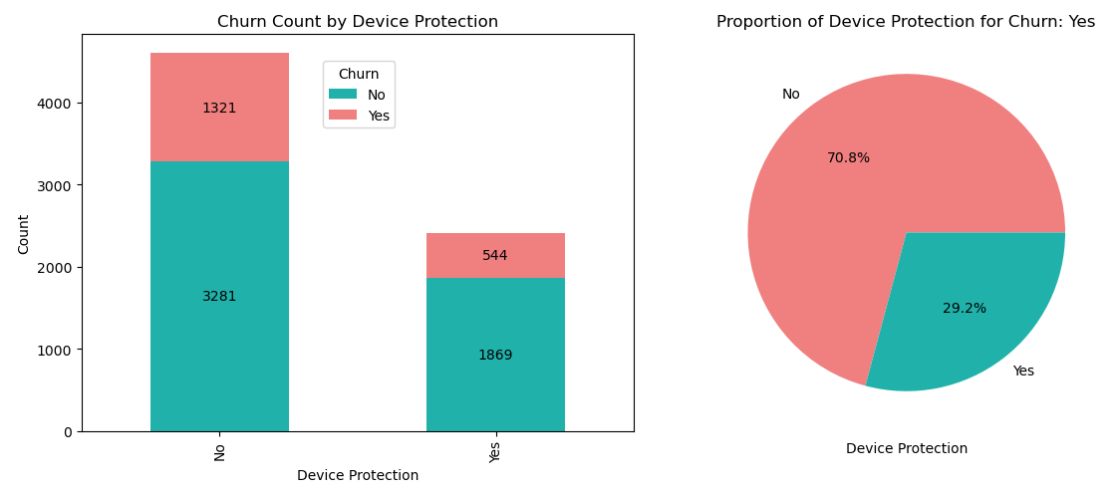 Churn Count by Device Protection
Count
4000
3000
2000
1000
0
Churn
No
Yes
1321
3281
544
1869
No
Yes
Device Protection
Proportion of Device Protection for Churn: Yes
No
70.8%
29.2%
Yes
Device Protection